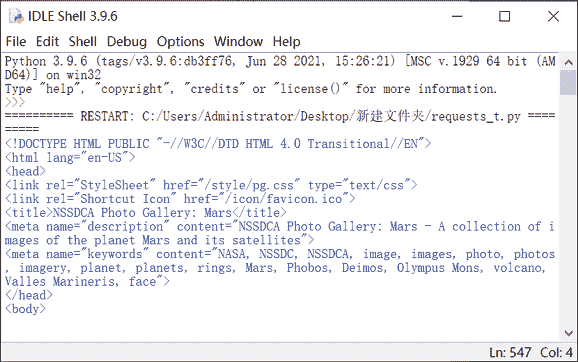 IDLE Shell 3.9.6
File Edit Shell Debug Options Window Help
Python 3.9.6 (tags/v3.9.6:db3ff76, Jun 28 2021, 15:26:21) [MSC v.1929 64 bit (AM
D64)] on win32
Type "help", "copyright", "credits" or "license()" for more information.
>>>
========== RESTART: C:/Users/Administrator/Desktop/新建文件夹/requests_t.py ====
=======
<!DOCTYPE HTML PUBLIC "-//W3C//DTD HTML 4.0 Transitional//EN">
<html lang="en-US">
<head>
<link rel="StyleSheet" href="/style/pg.css" type="text/css">
<link rel="Shortcut Icon" href="/icon/favicon.ico">
<title>NSSDCA Photo Gallery: Mars</title>
<meta name="description" content="NSSDCA Photo Gallery: Mars - A collection of i
mages of the planet Mars and its satellites">
<meta name="keywords" content="NASA, NSSDC, NSSDCA, image, images, photo, photos
, imagery, planet, planets, rings, Mars, Phobos, Deimos, Olympus Mons, volcano,
Valles Marineris, face">
</head>
<body>
Ln: 547 Col: 4